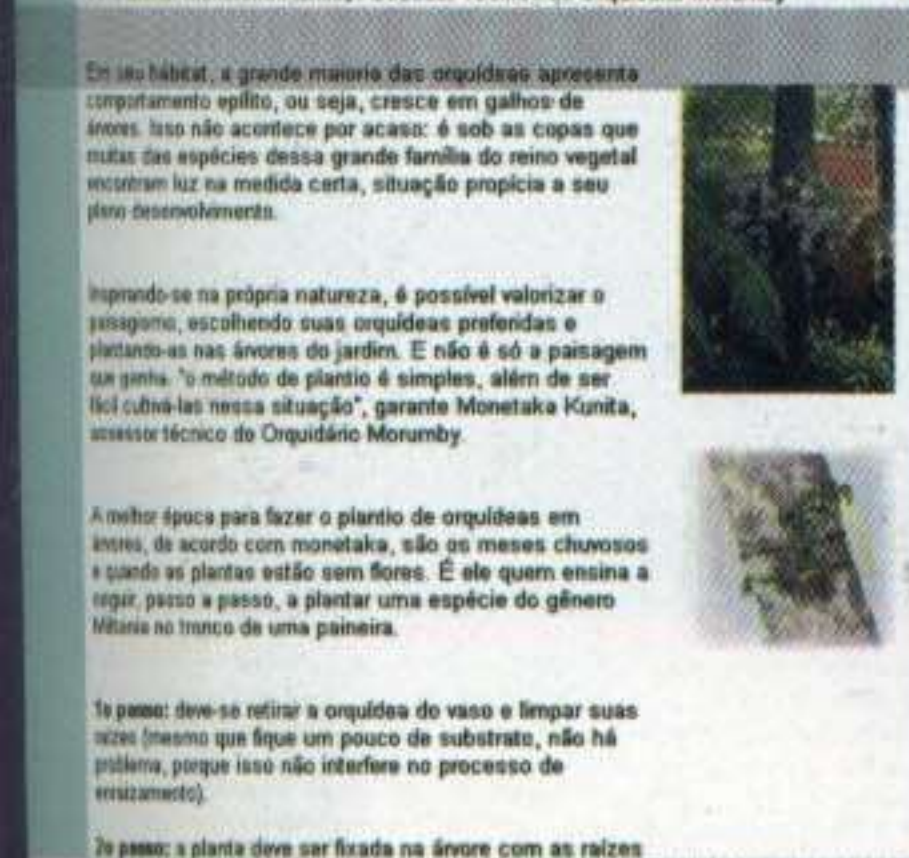 Em seu hábitat, a grande maioria das orquídeas apresenta
comportamento epífito, ou seja, cresce em galhos de
árvores. Isso não acontece por acaso: é sob as copas que
muitas das espécies dessa grande família do reino vegetal
encontram luz na medida certa, situação propícia a seu
pleno desenvolvimento.
Inspirando-se na própria natureza, é possível valorizar o
paisagismo, escolhendo suas orquídeas preferidas e
plantando-as nas árvores do jardim. E não é só a paisagem
que ganha. "o método de plantio é simples, além de ser
fácil cultivá-las nessa situação", garante Monetaka Kunita,
assessor técnico do Orquidário Morumby.
A melhor época para fazer o plantio de orquídeas em
árvores, de acordo com monetaka, são os meses chuvosos
e quando as plantas estão sem flores. É ele quem ensina a
seguir, passo a passo, a plantar uma espécie do gênero
Miltonia no tronco de uma paineira.
1o passo: deve-se retirar a orquídea do vaso e limpar suas
raízes (mesmo que fique um pouco de substrato, não há
problema, porque isso não interfere no processo de
enraizamento).
2o passo: a planta deve ser fixada na árvore com as raízes